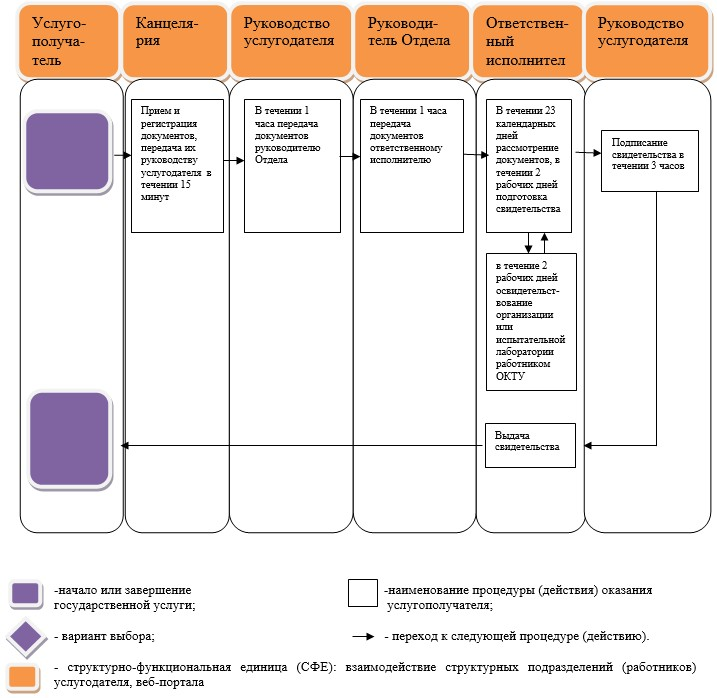 Услуго-
получа-
тель
Канцеля-
рия
Руководство
услугодателя
Руководи-
тель Отдела
Ответствен-
ный
исполнител
Руководство
услугодателя
Прием и
регистрация
документов,
передача их
руководству
услугодателя в
течении 15
минут
В течении 1
часа передача
документов
руководителю
Отдела
В течении 1 часа
передача
документов
ответственному
исполнителю
В течении 23
календарных
дней
рассмотрение
документов, в
течении 2
рабочих дней
подготовка
свидетельства
Подписание
свидетельства в
течении 3 часов
в течение 2
рабочих дней
освидетельст-
вование
организации
или
испытательной
лаборатории
работником
ОКТУ
Выдача
свидетельства
-начало или завершение
государственной услуги;
-наименование процедуры (действия) оказания
услугополучателя;
- вариант выбора;
- переход к следующей процедуре (действию).
- структурно-функциональная единица (СФЕ): взаимодействие структурных подразделений (работников)
услугодателя, веб-портала